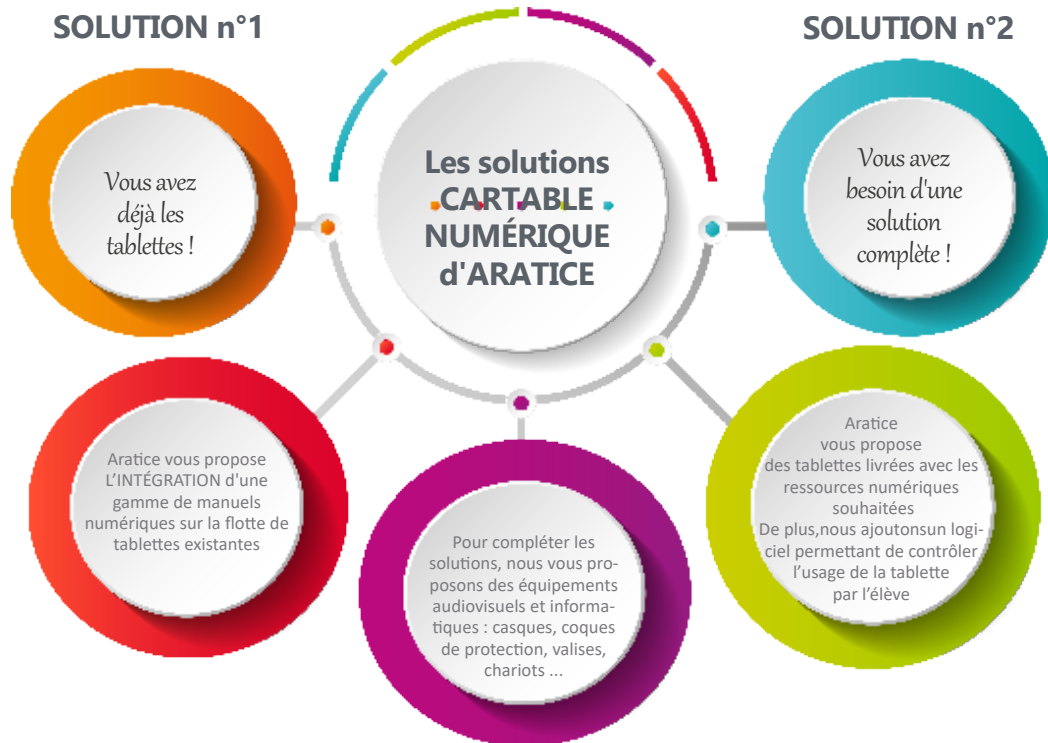 SOLUTION n°1
Vous avez
déjà les
tablettes !
Aratice vous propose
L'INTÉGRATION d'une
gamme de manuels
numériques sur la flotte de
tablettes existantes
Les solutions
CARTABLE
NUMÉRIQUE
d'ARATICE
Pour compléter les
solutions, nous vous pro-
posons des équipements
audiovisuels et informa-
tiques : casques, coques
de protection, valises,
chariots ...
SOLUTION n°2
Vous avez
besoin d'une
solution
complète !
Aratice
vous propose
des tablettes livrées avec les
ressources numériques
souhaitées
De plus,nous ajoutonsun logi-
ciel permettant de contrôler
l'usage de la tablette
par l'élève